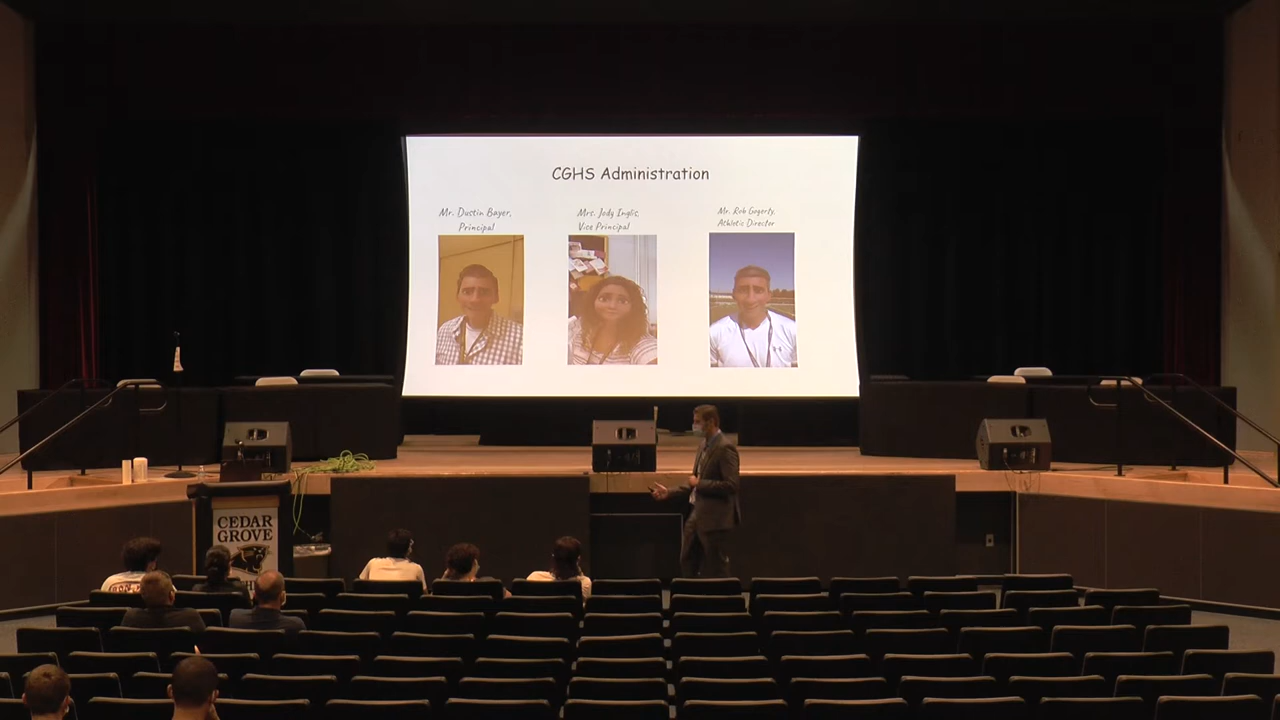 CGHS Administration
Mr. Dustin Bayer,
Principal
Mrs. Jody Inglis,
Vice Principal
Mr. Rob Gogerty,
Athletic Director
CEDAR
GROVE